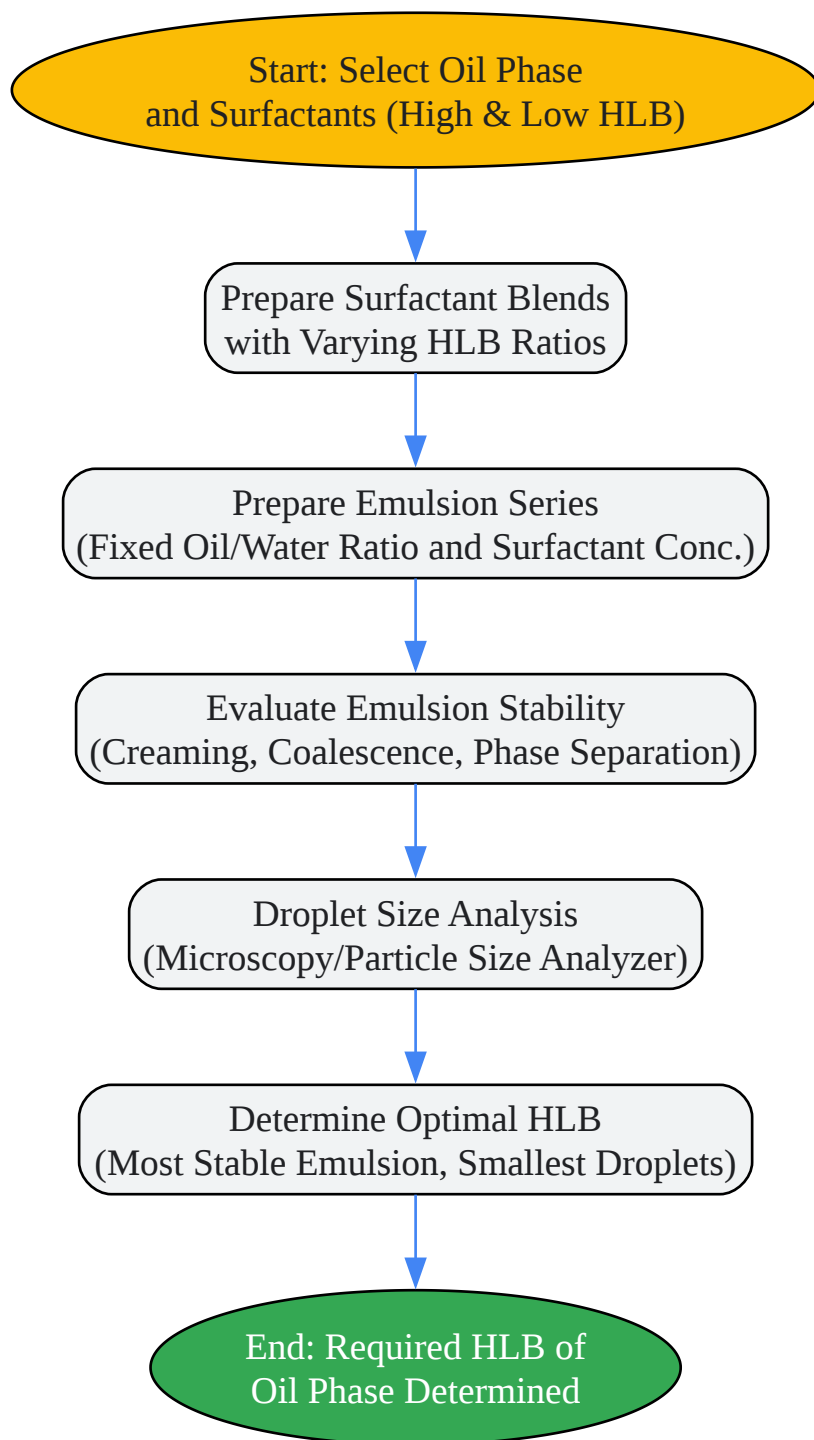 Start: Select Oil Phase
and Surfactants (High & Low HLB)
Prepare Surfactant Blends
with Varying HLB Ratios
Prepare Emulsion Series
(Fixed Oil/Water Ratio and Surfactant Conc.)
Evaluate Emulsion Stability
(Creaming, Coalescence, Phase Separation)
Droplet Size Analysis
(Microscopy/Particle Size Analyzer)
Determine Optimal HLB
(Most Stable Emulsion, Smallest Droplets)
End: Required HLB of
Oil Phase Determined